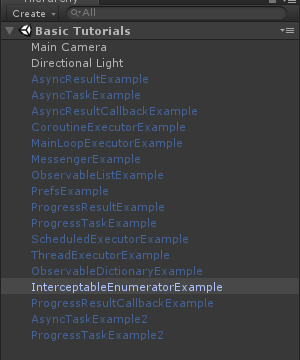 Hierarchy
Create
All
Basic Tutorials
Main Camera
Directional Light
AsyncResultExample
AsyncTaskExample
AsyncResultCallbackExample
CoroutineExecutorExample
MainLoopExecutorExample
MessengerExample
ObservableListExample
PrefsExample
ProgressResultExample
ProgressTaskExample
ScheduledExecutorExample
ThreadExecutorExample
ObservableDictionaryExample
InterceptableEnumeratorExample
ProgressResultCallbackExample
AsyncTaskExample2
ProgressTaskExample2